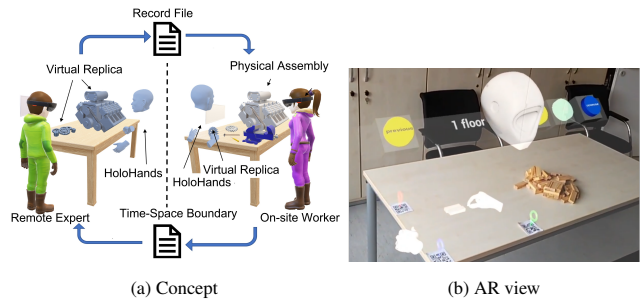 Record File
Virtual Replica
Physical Assembly
HoloHands
Virtual Replica
HoloHands
Remote Expert
Time-Space Boundary
On-site Worker
(a) Concept
previous
1 floor
(b) AR view